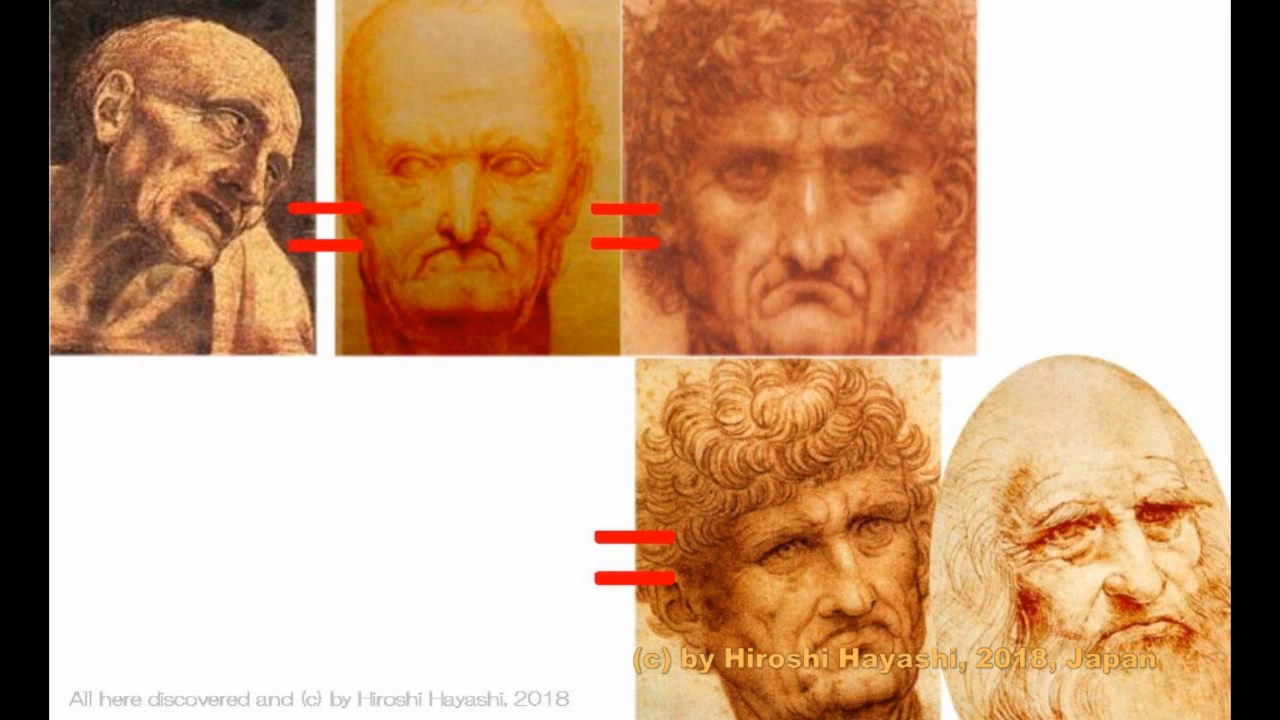 (c) by Hiroshi Hayashi, 2018, Japan
All here discovered and (c) by Hiroshi Hayashi, 2018